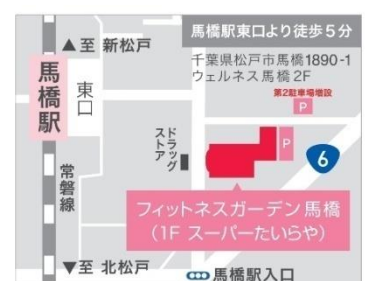 ▲至 新松戸
馬橋駅東口より徒歩5分
千葉県松戸市馬橋1890-1
ウェルネス馬橋2F
第2駐車場増設
P
馬橋駅
東口
ドラッグ
ストア
P
6
常磐線
フィットネスガーデン馬橋
(1F スーパーたいらや)
▼至 北松戸
馬橋駅入口